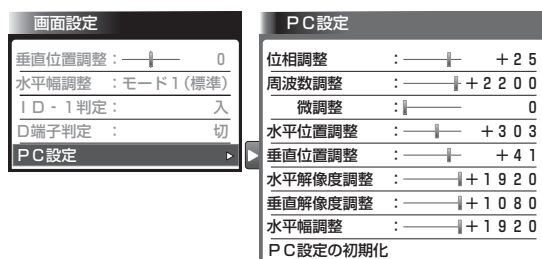 画面設定
垂直位置調整： 0
水平幅調整 ：モード1(標準)
ID-1判定： 入
D端子判定 ： 切
PC設定
PC設定
位相調整 ： +25
周波数調整 ： +2200
微調整 ： 0
水平位置調整 ： +303
垂直位置調整 ： +41
水平解像度調整 ： +1920
垂直解像度調整 ： +1080
水平幅調整 ： +1920
PC設定の初期化